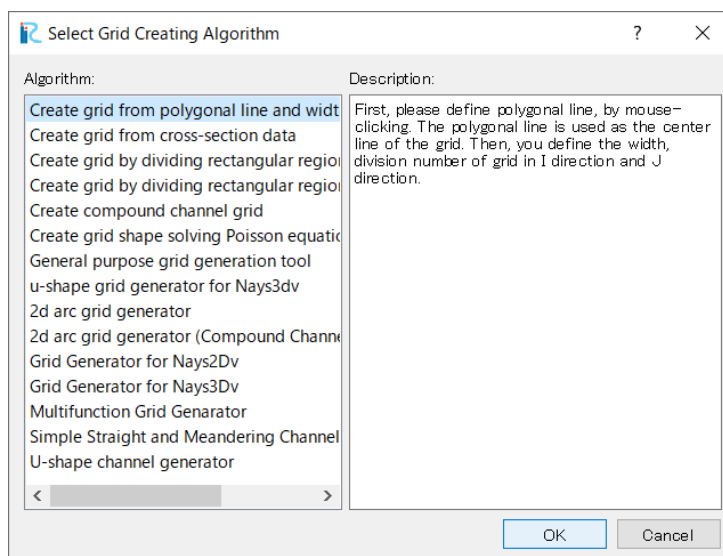 Select Grid Creating Algorithm
Algorithm:
Create grid from polygonal line and widt
Create grid from cross-section data
Create grid by dividing rectangular region
Create grid by dividing rectangular region
Create compound channel grid
Create grid shape solving Poisson equatic
General purpose grid generation tool
u-shape grid generator for Nays3dv
2d arc grid generator
2d arc grid generator (Compound Channe
Grid Generator for Nays2Dv
Grid Generator for Nays3Dv
Multifunction Grid Genarator
Simple Straight and Meandering Channel
U-shape channel generator
Description:
First, please define polygonal line, by mouse-
clicking. The polygonal line is used as the center
line of the grid. Then, you define the width,
division number of grid in I direction and J
direction.
OK
Cancel